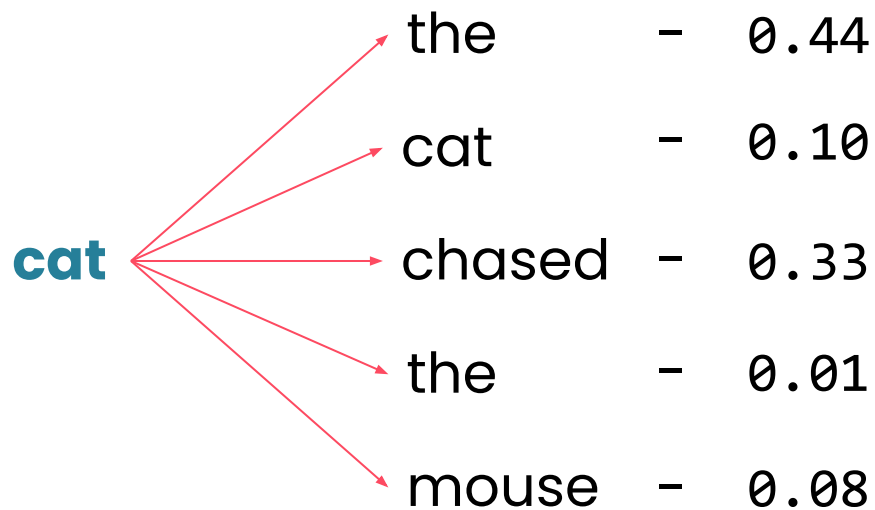 the - 0.44
cat - 0.10
cat
chased - 0.33
the - 0.01
mouse - 0.08